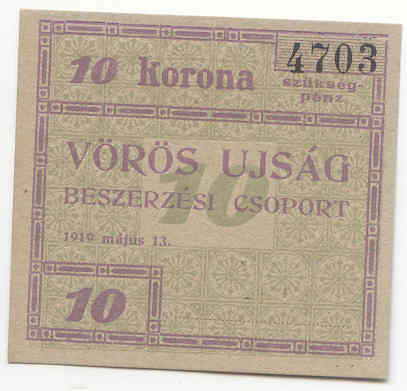 4703
10 Korona
szükség-
pénz
VÖRÖS UJSÁG
10
BESZERZÉSI CSOPORT
1919 május 13.
10